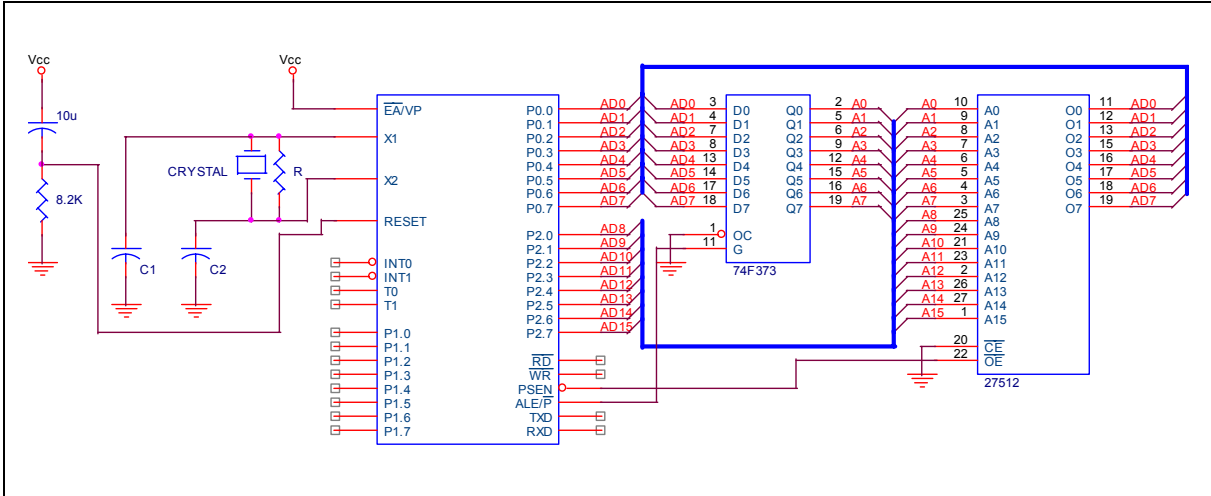 Vcc
10u
8.2K
C1
C2
CRYSTAL
R
Vcc
EA/VP
X1
X2
RESET
INT0
INT1
T0
T1
P1.0
P1.1
P1.2
P1.3
P1.4
P1.5
P1.6
P1.7
P0.0 AD0
P0.1 AD1
P0.2 AD2
P0.3 AD3
P0.4 AD4
P0.5 AD5
P0.6 AD6
P0.7 AD7
P2.0 AD8
P2.1 AD9
P2.2 AD10
P2.3 AD11
P2.4 AD12
P2.5 AD13
P2.6 AD14
P2.7 AD15
RD
WR
PSEN
ALE/P
TXD
RXD
AD0 3 D0 Q0 2 A0
AD1 4 D1 Q1 5 A1
AD2 7 D2 Q2 6 A2
AD3 8 D3 Q3 9 A3
AD4 13 D4 Q4 12 A4
AD5 14 D5 Q5 15 A5
AD6 17 D6 Q6 16 A6
AD7 18 D7 Q7 19 A7
1 OC
11 G
74F373
A0 10 A0 O0 11 AD0
A1 9 A1 O1 12 AD1
A2 8 A2 O2 13 AD2
A3 7 A3 O3 15 AD3
A4 6 A4 O4 16 AD4
A5 5 A5 O5 17 AD5
A6 4 A6 O6 18 AD6
A7 3 A7 O7 19 AD7
A8 25 A8
A9 24 A9
A10 21 A10
A11 23 A11
A12 2 A12
A13 26 A13
A14 27 A14
A15 1 A15
20 CE
22 OE
27512